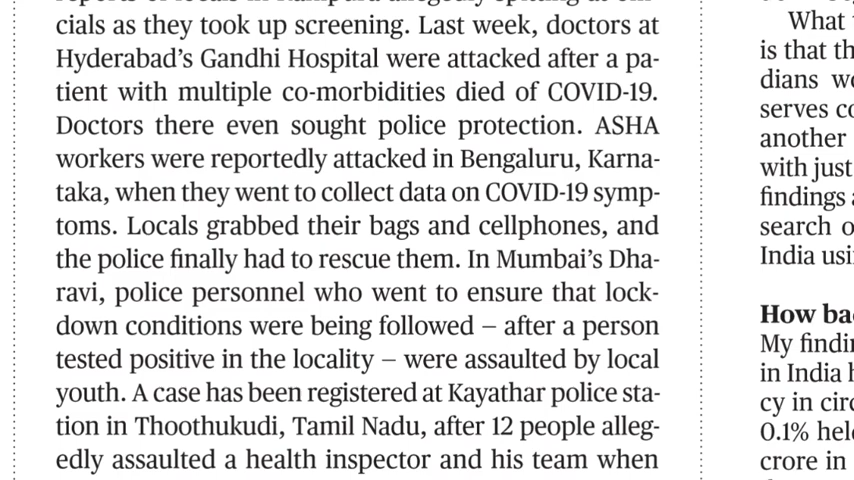 cials as they took up screening. Last week, doctors at
Hyderabad's Gandhi Hospital were attacked after a pa-
tient with multiple co-morbidities died of COVID-19.
Doctors there even sought police protection. ASHA
workers were reportedly attacked in Bengaluru, Karna-
taka, when they went to collect data on COVID-19 symp-
toms. Locals grabbed their bags and cellphones, and
the police finally had to rescue them. In Mumbai's Dha-
ravi, police personnel who went to ensure that lock-
down conditions were being followed – after a person
tested positive in the locality – were assaulted by local
youth. A case has been registered at Kayathar police sta-
tion in Thoothukudi, Tamil Nadu, after 12 people alleg-
edly assaulted a health inspector and his team when
What
is that th
dians we
serves co
another
with just
findings a
search o
India usi
How ba
My findi
in India h
cy in circ
0.1% hel
crore in